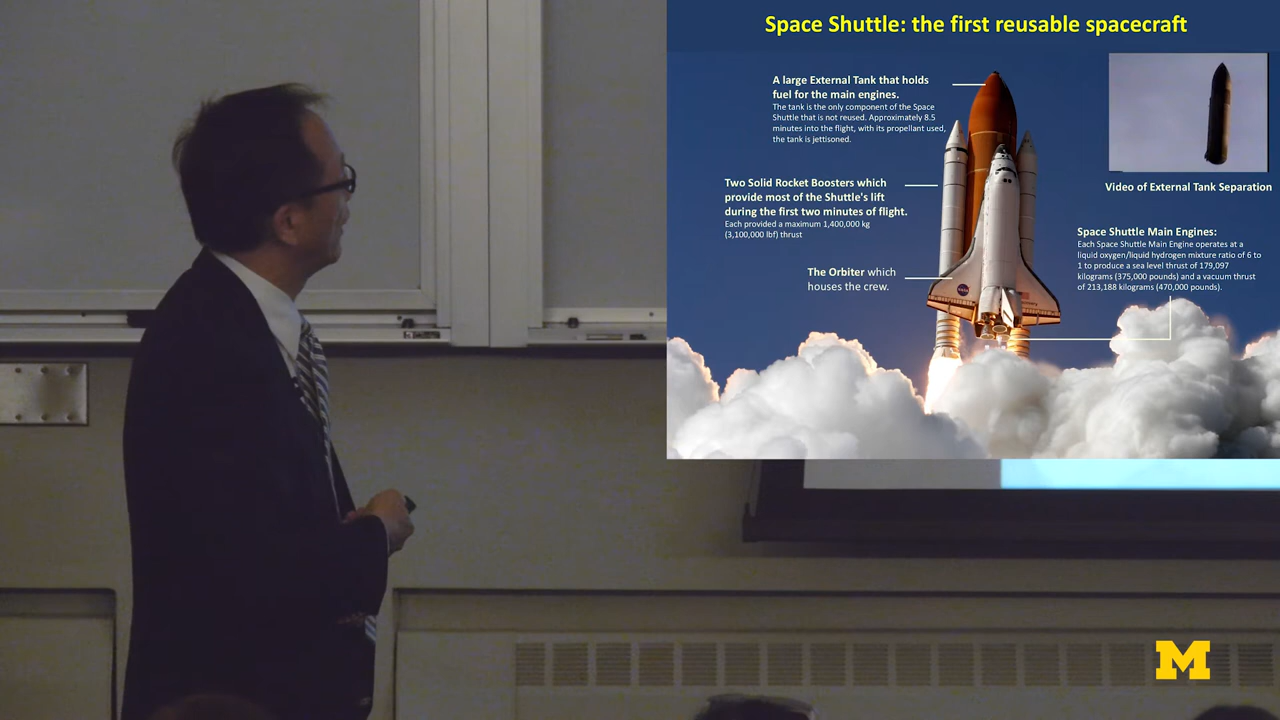 Space Shuttle: the first reusable spacecraft
A large External Tank that holds
fuel for the main engines.
The tank is the only component of the Space
Shuttle that is not reused. Approximately 8.5
minutes into the flight, with its propellant used,
the tank is jettisoned.
Video of External Tank Separation
Two Solid Rocket Boosters which
provide most of the Shuttle's lift
during the first two minutes of flight.
Each provided a maximum 1,400,000 kg
(3,100,000 lbf) thrust
Space Shuttle Main Engines:
Each Space Shuttle Main Engine operates at a
liquid oxygen/liquid hydrogen mixture ratio of 6 to
1 to produce a sea level thrust of 179,097
kilograms (375,000 pounds) and a vacuum thrust
of 213,188 kilograms (470,000 pounds).
The Orbiter which
houses the crew.
M